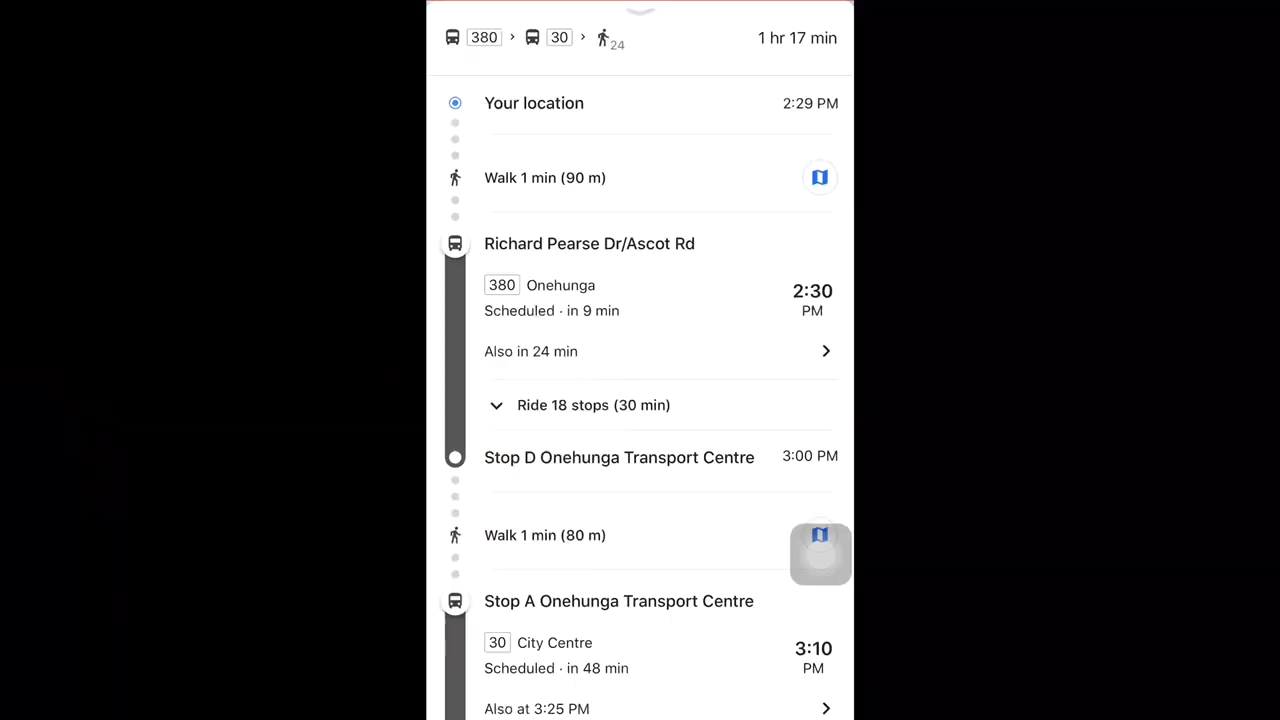 380 › 30 › 24 1 hr 17 min
Your location 2:29 PM
Walk 1 min (90 m)
Richard Pearse Dr/Ascot Rd
380 Onehunga 2:30 PM
Scheduled · in 9 min
Also in 24 min
Ride 18 stops (30 min)
Stop D Onehunga Transport Centre 3:00 PM
Walk 1 min (80 m)
Stop A Onehunga Transport Centre
30 City Centre 3:10 PM
Scheduled · in 48 min
Also at 3:25 PM